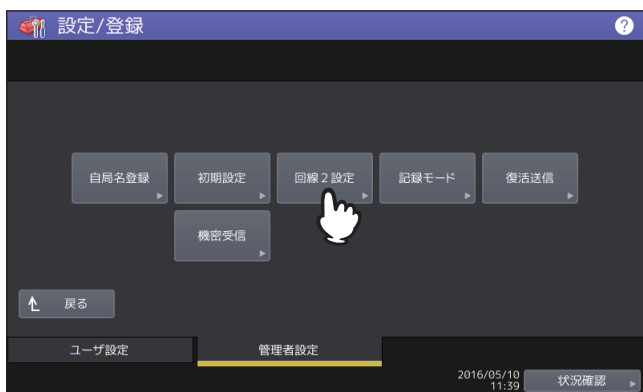 設定/登録 ?
自局名登録 初期設定 回線2設定 記録モード 復活送信
機密受信
戻る
ユーザ設定 管理者設定
2016/05/10
11:39
状況確認